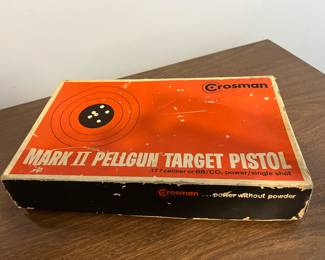 Crosman
MARK II PELLGUN TARGET PISTOL
177 caliber or BB/CO₂ power/single shot
Crosman ...power without powder